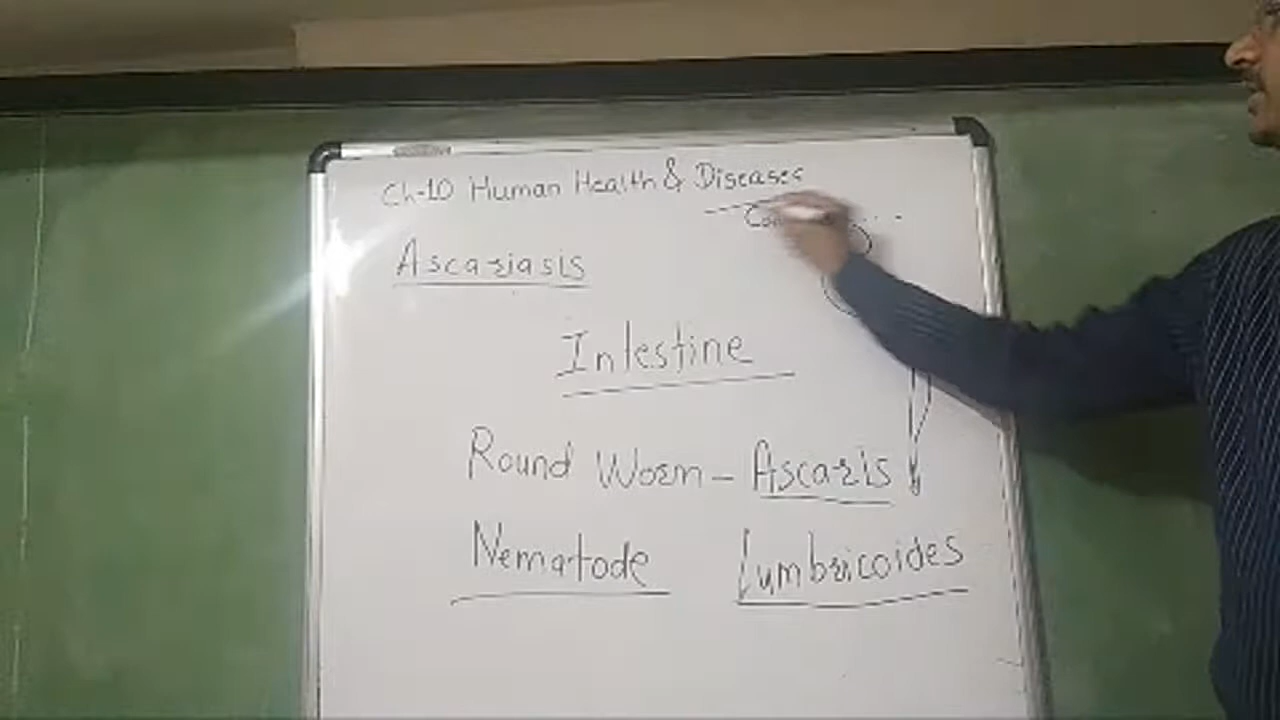 Ch-10 Human Health & Diseases
Ascariasis
Intestine
Round Worm - Ascaris
Nematode Lumbricoides